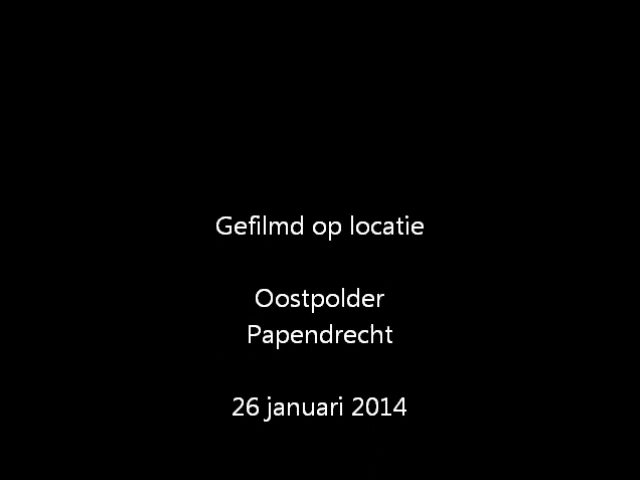 Gefilmd op locatie
Oostpolder
Papendrecht
26 januari 2014